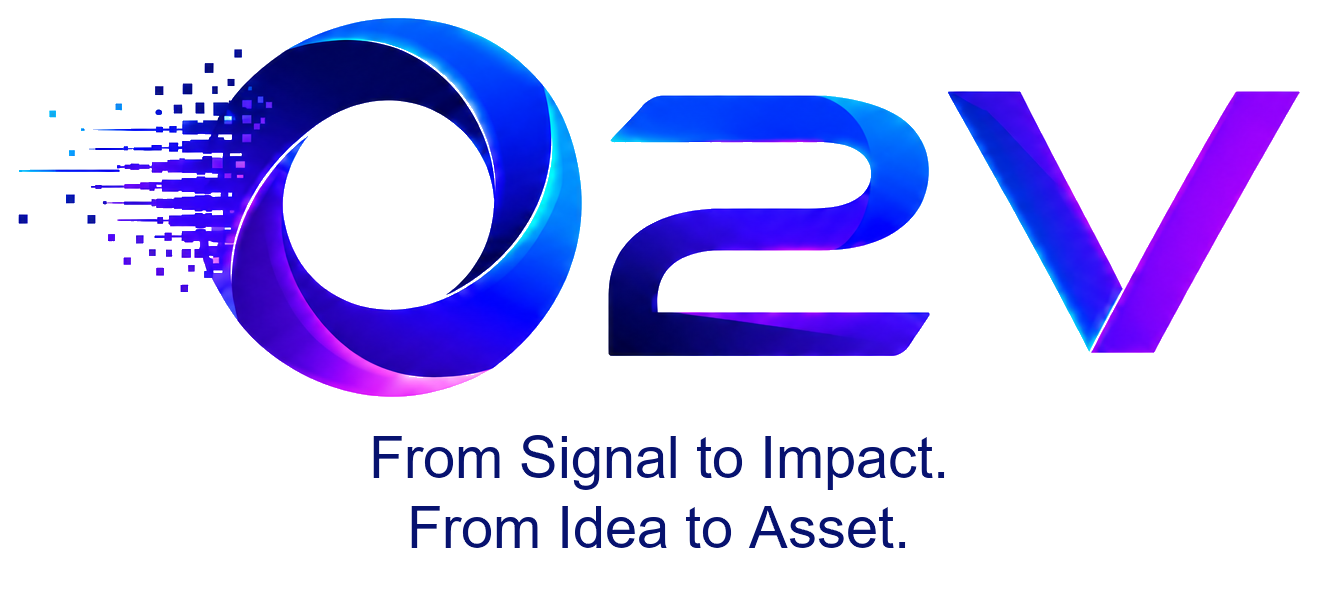 O2V
From Signal to Impact.
From Idea to Asset.